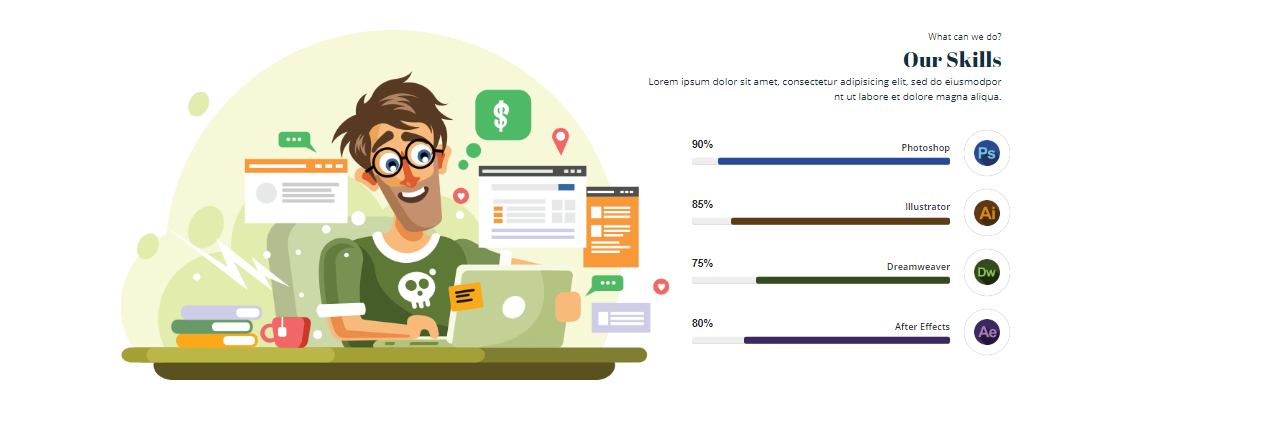 What can we do?
Our Skills
Lorem ipsum dolor sit amet, consectetur adipisicing elit, sed do eiusmodpor
nt ut labore et dolore magna aliqua.
$
90% Photoshop Ps
85% Illustrator Ai
75% Dreamweaver Dw
80% After Effects Ae